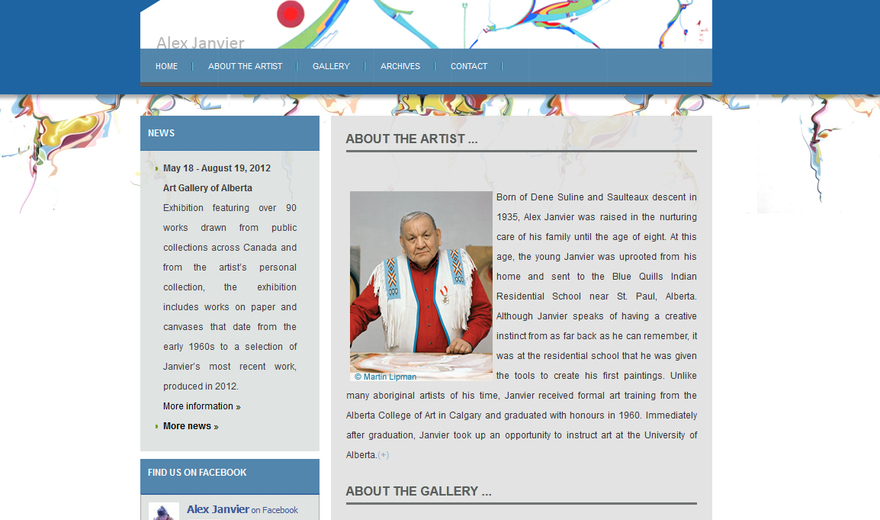 Alex Janvier
HOME
ABOUT THE ARTIST
GALLERY
ARCHIVES
CONTACT
NEWS
May 18 - August 19, 2012
Art Gallery of Alberta
Exhibition featuring over 90
works drawn from public
collections across Canada and
from the artist's personal
collection, the exhibition
includes works on paper and
canvases that date from the
early 1960s to a selection of
Janvier's most recent work,
produced in 2012.
More information »
More news »
FIND US ON FACEBOOK
Alex Janvier on Facebook
ABOUT THE ARTIST ...
Born of Dene Suline and Saulteaux descent in
1935, Alex Janvier was raised in the nurturing
care of his family until the age of eight. At this
age, the young Janvier was uprooted from his
home and sent to the Blue Quills Indian
Residential School near St. Paul, Alberta.
Although Janvier speaks of having a creative
instinct from as far back as he can remember, it
was at the residential school that he was given
the tools to create his first paintings. Unlike
© Martin Lipman
many aboriginal artists of his time, Janvier received formal art training from the
Alberta College of Art in Calgary and graduated with honours in 1960. Immediately
after graduation, Janvier took up an opportunity to instruct art at the University of
Alberta.(+)
ABOUT THE GALLERY ...